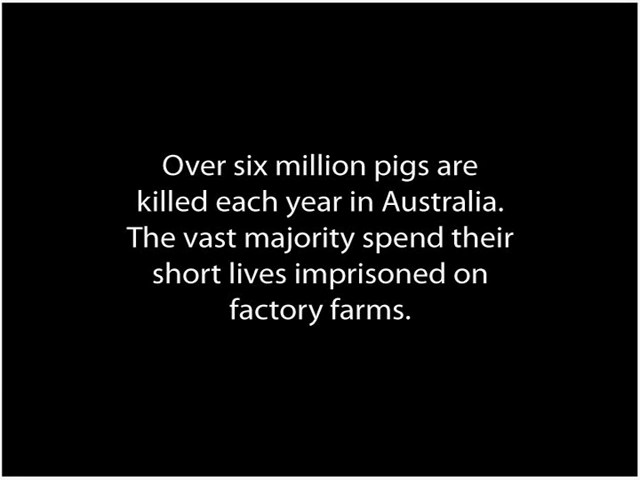 Over six million pigs are
killed each year in Australia.
The vast majority spend their
short lives imprisoned on
factory farms.